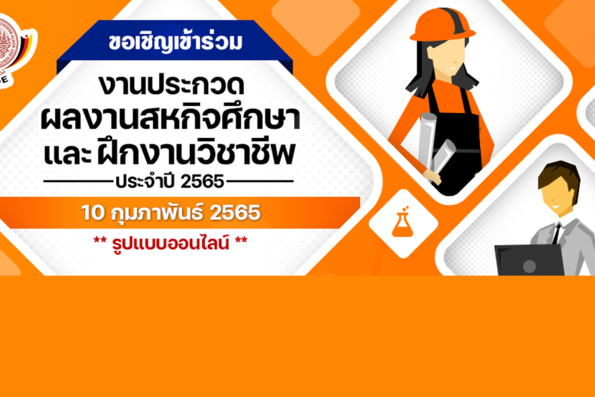 ขอเชิญเข้าร่วม
งานประกวด
ผลงานสหกิจศึกษา
และ ฝึกงานวิชาชีพ
ประจำปี 2565
10 กุมภาพันธ์ 2565
** รูปแบบออนไลน์ **